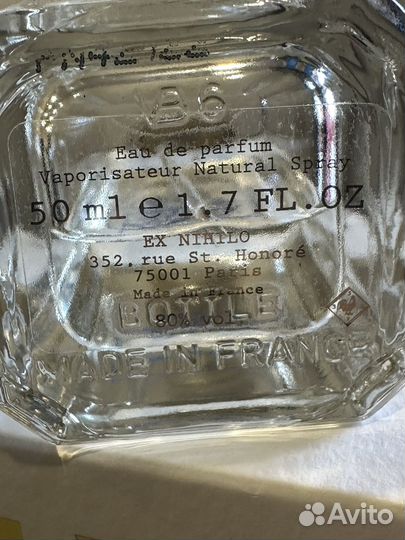 B6
Eau de parfum
Vaporisateur Natural Spray
50 ml e 1.7 FL.OZ
EX NIHILO
352, rue St. Honoré
75001 Paris
Made in France
BOTTLE
80% vol.
MADE IN FRANCE
Avito